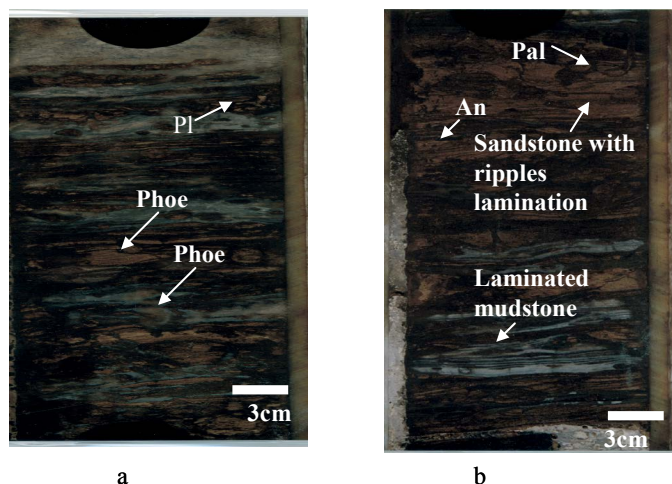 Pl
Phoe
Phoe
3cm
a
Pal
An
Sandstone with
ripples
lamination
Laminated
mudstone
3cm
b